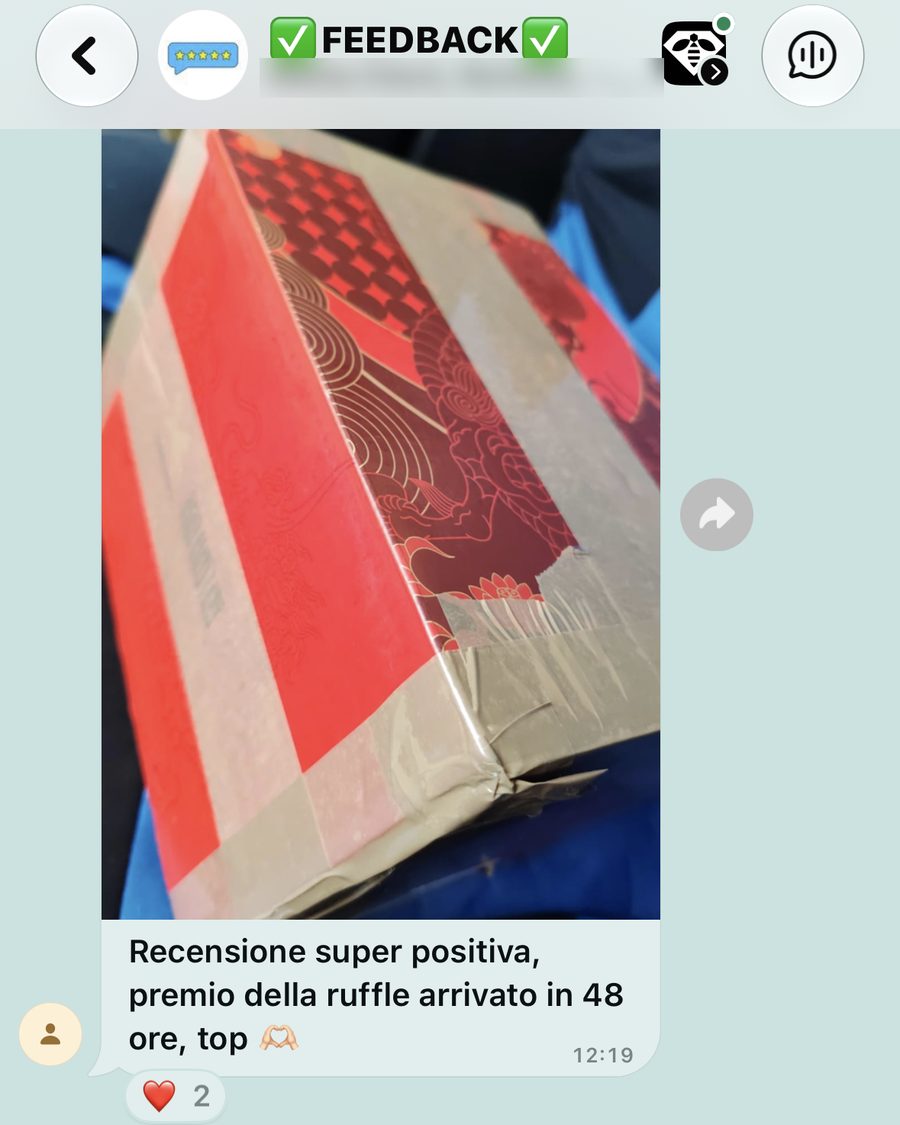 ✅FEEDBACK✅
Recensione super positiva,
premio della ruffle arrivato in 48
ore, top 🫶🏻
12:19
❤️ 2